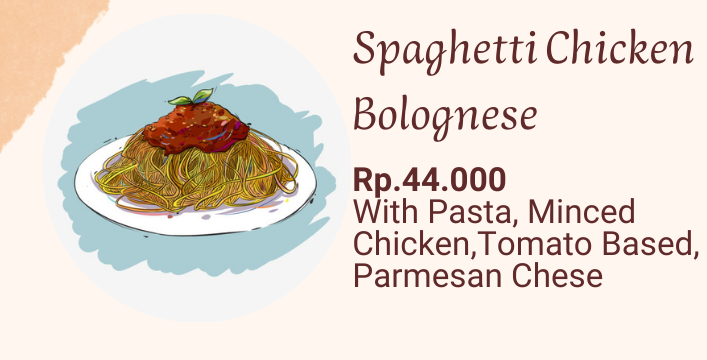 Spaghetti Chicken
Bolognese
Rp.44.000
With Pasta, Minced
Chicken,Tomato Based,
Parmesan Chese